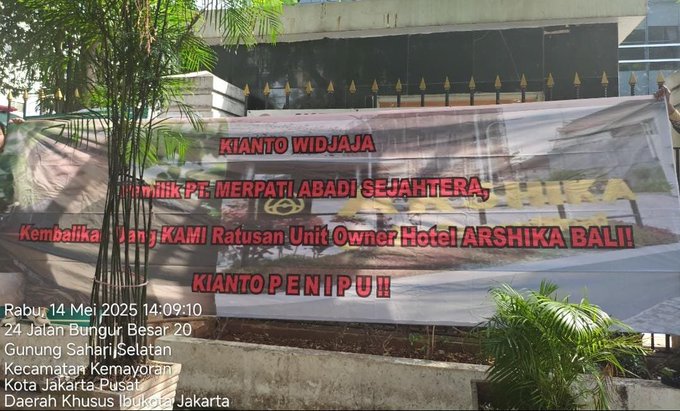 KIANTO WIDJAJA
Pemilik PT. MERPATI ABADI SEJAHTERA,
Kembalikan Uang KAMI Ratusan Unit Owner Hotel ARSHIKA BALI!
KIANTO P E N I P U !!
ARSHIKA
Rabu, 14 Mei 2025 14:09:10
24 Jalan Bungur Besar 20
Gunung Sahari Selatan
Kecamatan Kemayoran
Kota Jakarta Pusat
Daerah Khusus Ibukota Jakarta